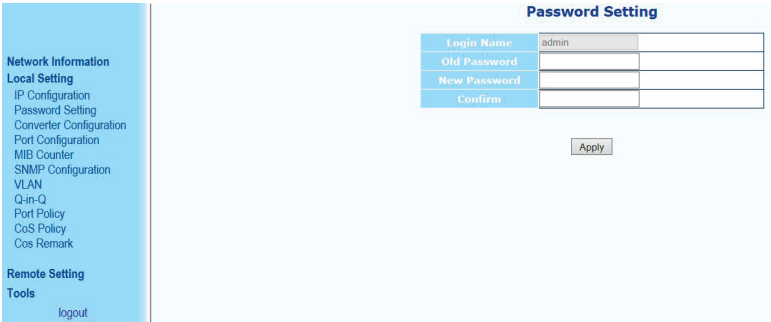 Network Information
Local Setting
IP Configuration
Password Setting
Converter Configuration
Port Configuration
MIB Counter
SNMP Configuration
VLAN
Q-in-Q
Port Policy
CoS Policy
Cos Remark
Remote Setting
Tools
logout
Password Setting
Login Name admin
Old Password
New Password
Confirm
Apply